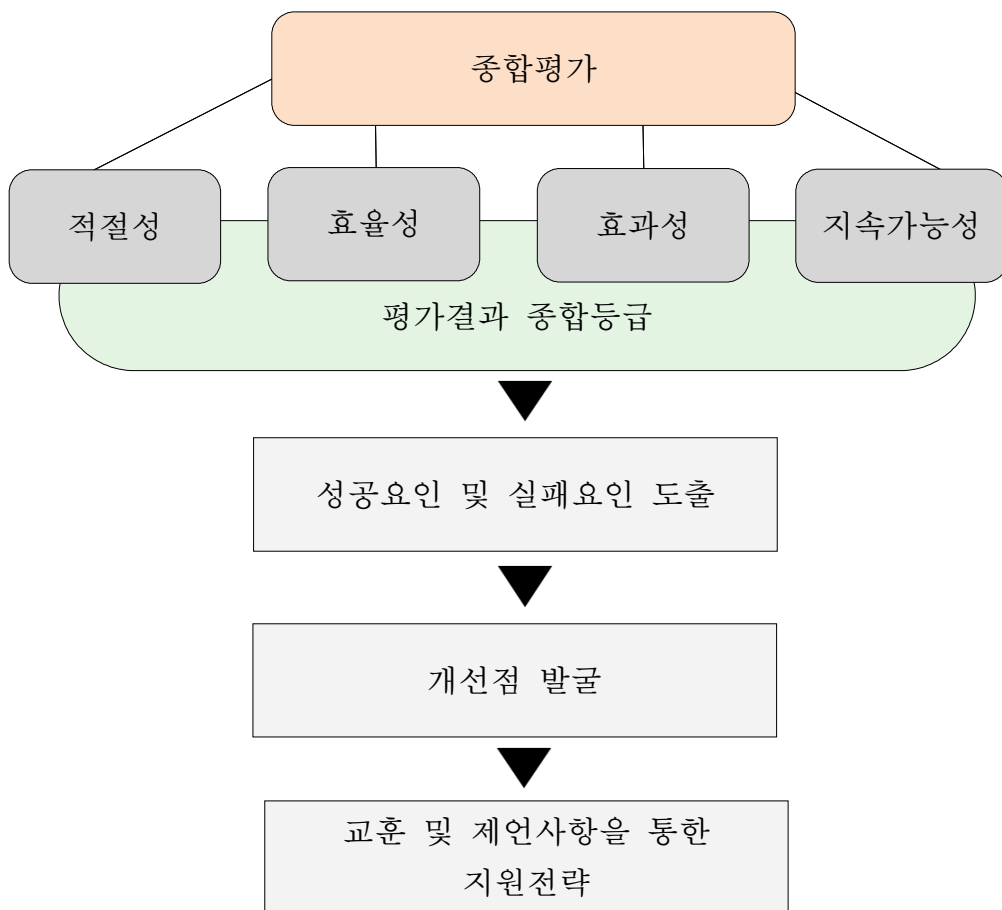 종합평가
적절성
효율성
효과성
지속가능성
평가결과 종합등급
성공요인 및 실패요인 도출
개선점 발굴
교훈 및 제언사항을 통한
지원전략